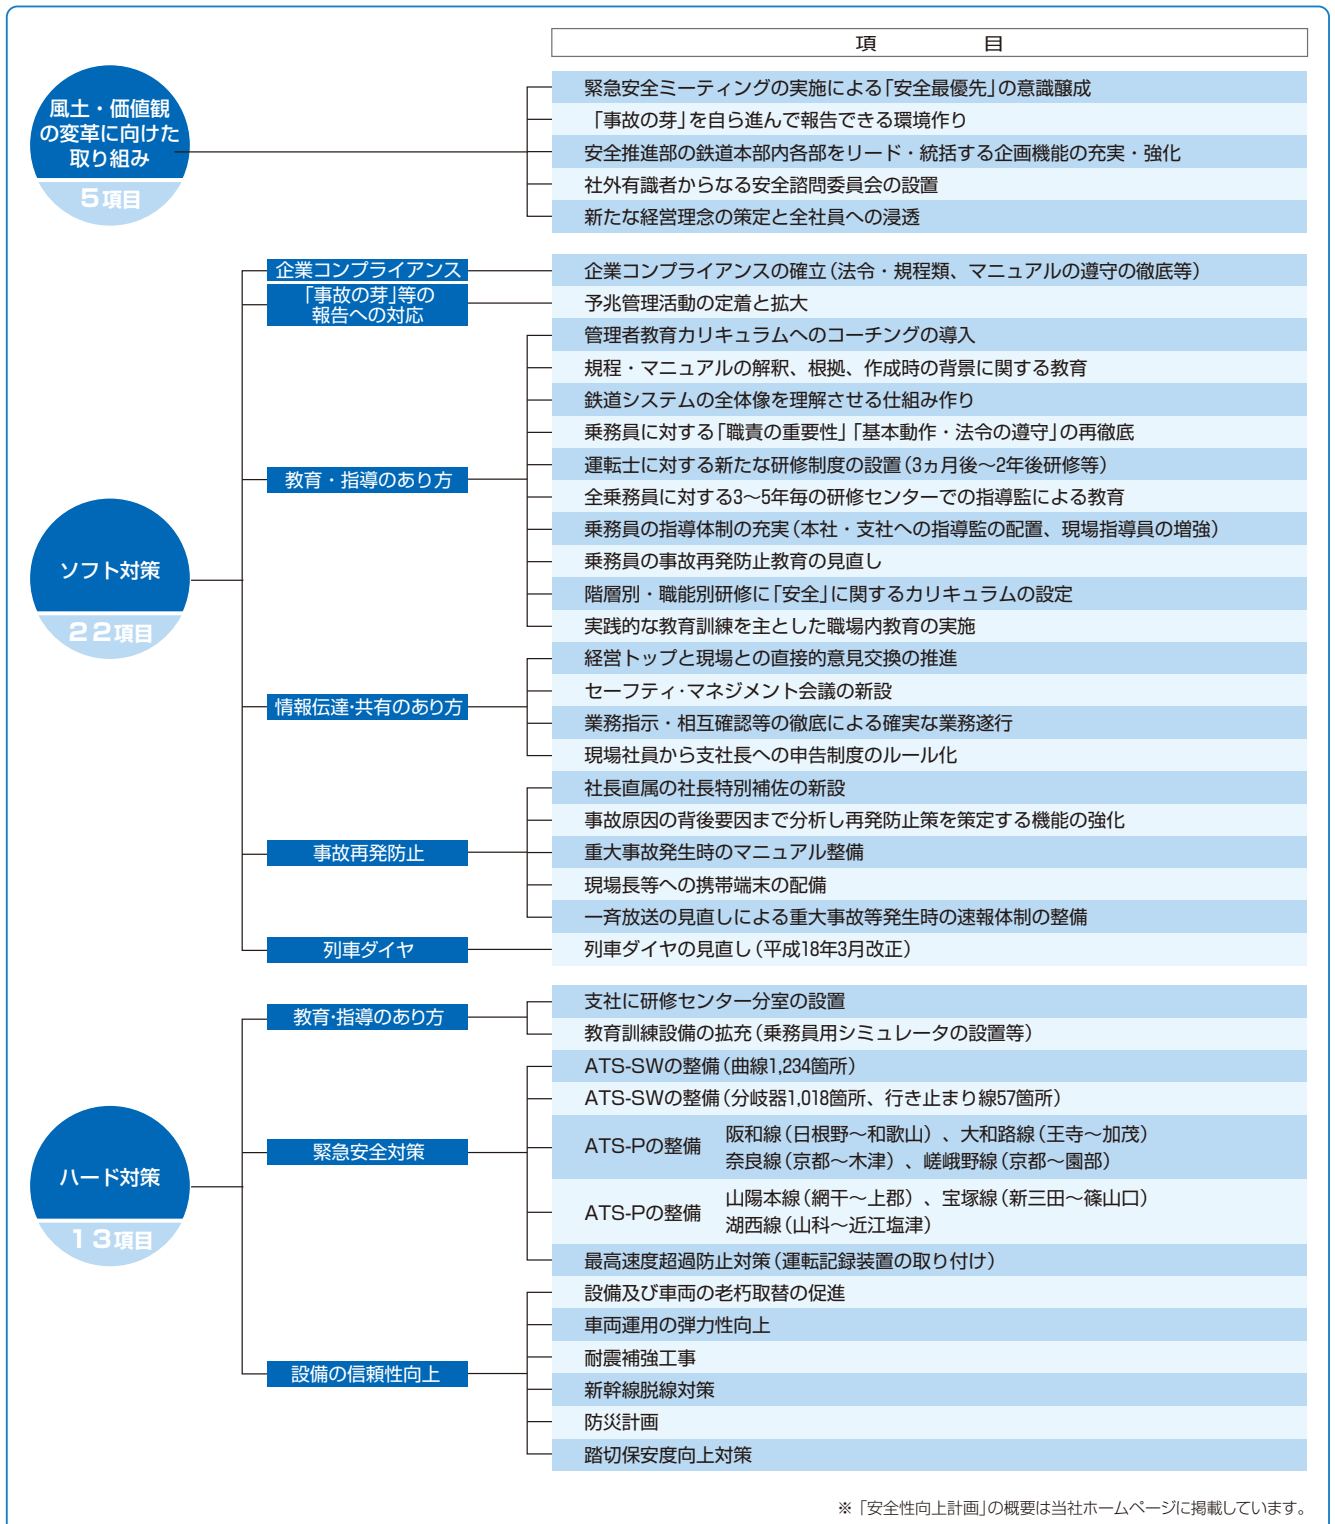 項　目
風土・価値観
の変革に向けた
取り組み
5項目
緊急安全ミーティングの実施による「安全最優先」の意識醸成
「事故の芽」を自ら進んで報告できる環境作り
安全推進部の鉄道本部内各部をリード・統括する企画機能の充実・強化
社外有識者からなる安全諮問委員会の設置
新たな経営理念の策定と全社員への浸透
ソフト対策
22項目
企業コンプライアンス
企業コンプライアンスの確立(法令・規程類、マニュアルの遵守の徹底等)
「事故の芽」等の
報告への対応
予兆管理活動の定着と拡大
教育・指導のあり方
管理者教育カリキュラムへのコーチングの導入
規程・マニュアルの解釈、根拠、作成時の背景に関する教育
鉄道システムの全体像を理解させる仕組み作り
乗務員に対する「職責の重要性」「基本動作・法令の遵守」の再徹底
運転士に対する新たな研修制度の設置(3ヵ月後〜2年後研修等)
全乗務員に対する3〜5年毎の研修センターでの指導監による教育
乗務員の指導体制の充実(本社・支社への指導監の配置、現場指導員の増強)
乗務員の事故再発防止教育の見直し
階層別・職能別研修に「安全」に関するカリキュラムの設定
実践的な教育訓練を主とした職場内教育の実施
情報伝達・共有のあり方
経営トップと現場との直接的意見交換の推進
セーフティ・マネジメント会議の新設
業務指示・相互確認等の徹底による確実な業務遂行
現場社員から支社長への申告制度のルール化
事故再発防止
社長直属の社長特別補佐の新設
事故原因の背後要因まで分析し再発防止策を策定する機能の強化
重大事故発生時のマニュアル整備
現場長等への携帯端末の配備
一斉放送の見直しによる重大事故等発生時の速報体制の整備
列車ダイヤ
列車ダイヤの見直し(平成18年3月改正)
ハード対策
13項目
教育・指導のあり方
支社に研修センター分室の設置
教育訓練設備の拡充(乗務員用シミュレータの設置等)
緊急安全対策
ATS-SWの整備(曲線1,234箇所)
ATS-SWの整備(分岐器1,018箇所、行き止まり線57箇所)
ATS-Pの整備　阪和線(日根野〜和歌山)、大和路線(王寺〜加茂)
奈良線(京都〜木津)、嵯峨野線(京都〜園部)
ATS-Pの整備　山陽本線(網干〜上郡)、宝塚線(新三田〜篠山口)
湖西線(山科〜近江塩津)
最高速度超過防止対策(運転記録装置の取り付け)
設備の信頼性向上
設備及び車両の老朽取替の促進
車両運用の弾力性向上
耐震補強工事
新幹線脱線対策
防災計画
踏切保安度向上対策
※「安全性向上計画」の概要は当社ホームページに掲載しています。